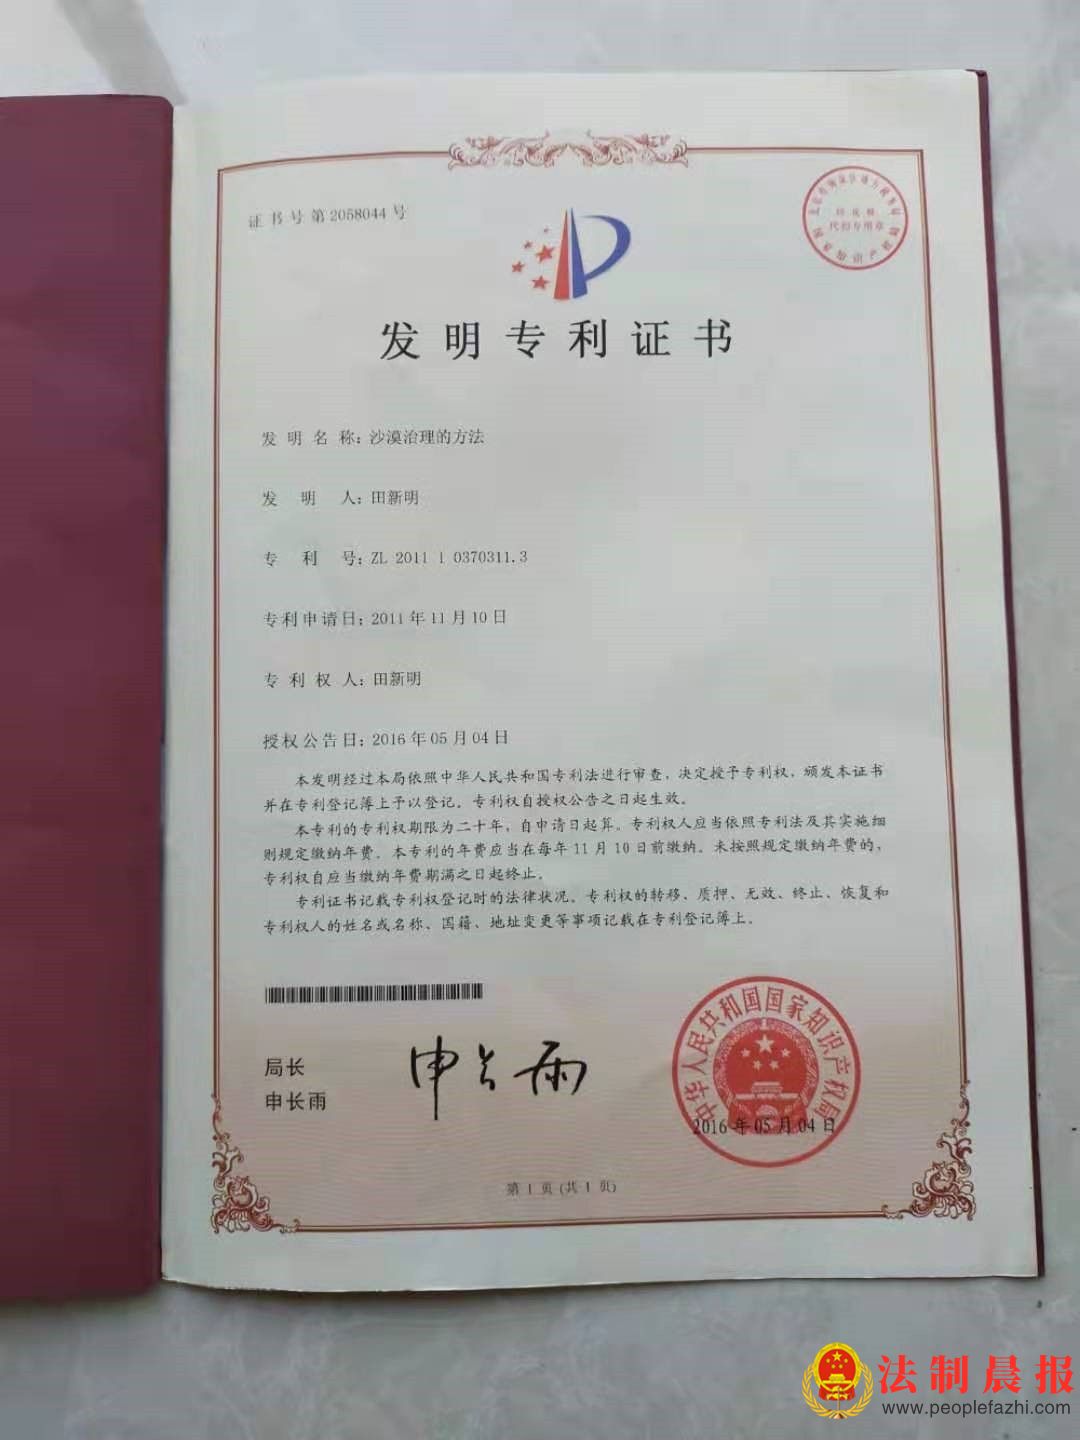 证书号第2058044号
印花税
代扣专用章
国家知识产权局
发明专利证书
发明名称：沙漠治理的方法
发明人：田新明
专利号：ZL 2011 1 0370311.3
专利申请日：2011年11月10日
专利权人：田新明
授权公告日：2016年05月04日
本发明经过本局依照中华人民共和国专利法进行审查，决定授予专利权，颁发本证书
并在专利登记簿上予以登记。专利权自授权公告之日起生效。
本专利的专利权期限为二十年，自申请日起算。专利权人应当依照专利法及其实施细
则规定缴纳年费。本专利的年费应当在每年11月10日前缴纳。未按照规定缴纳年费的，
专利权自应当缴纳年费期满之日起终止。
专利证书记载专利权登记时的法律状况。专利权的转移、质押、无效、终止、恢复和
专利权人的姓名或名称、国籍、地址变更等事项记载在专利登记簿上。
局长
申长雨
申长雨
中华人民共和国国家知识产权局
2016年05月04日
第1页(共1页)
法制晨报
www.peoplefazhi.com